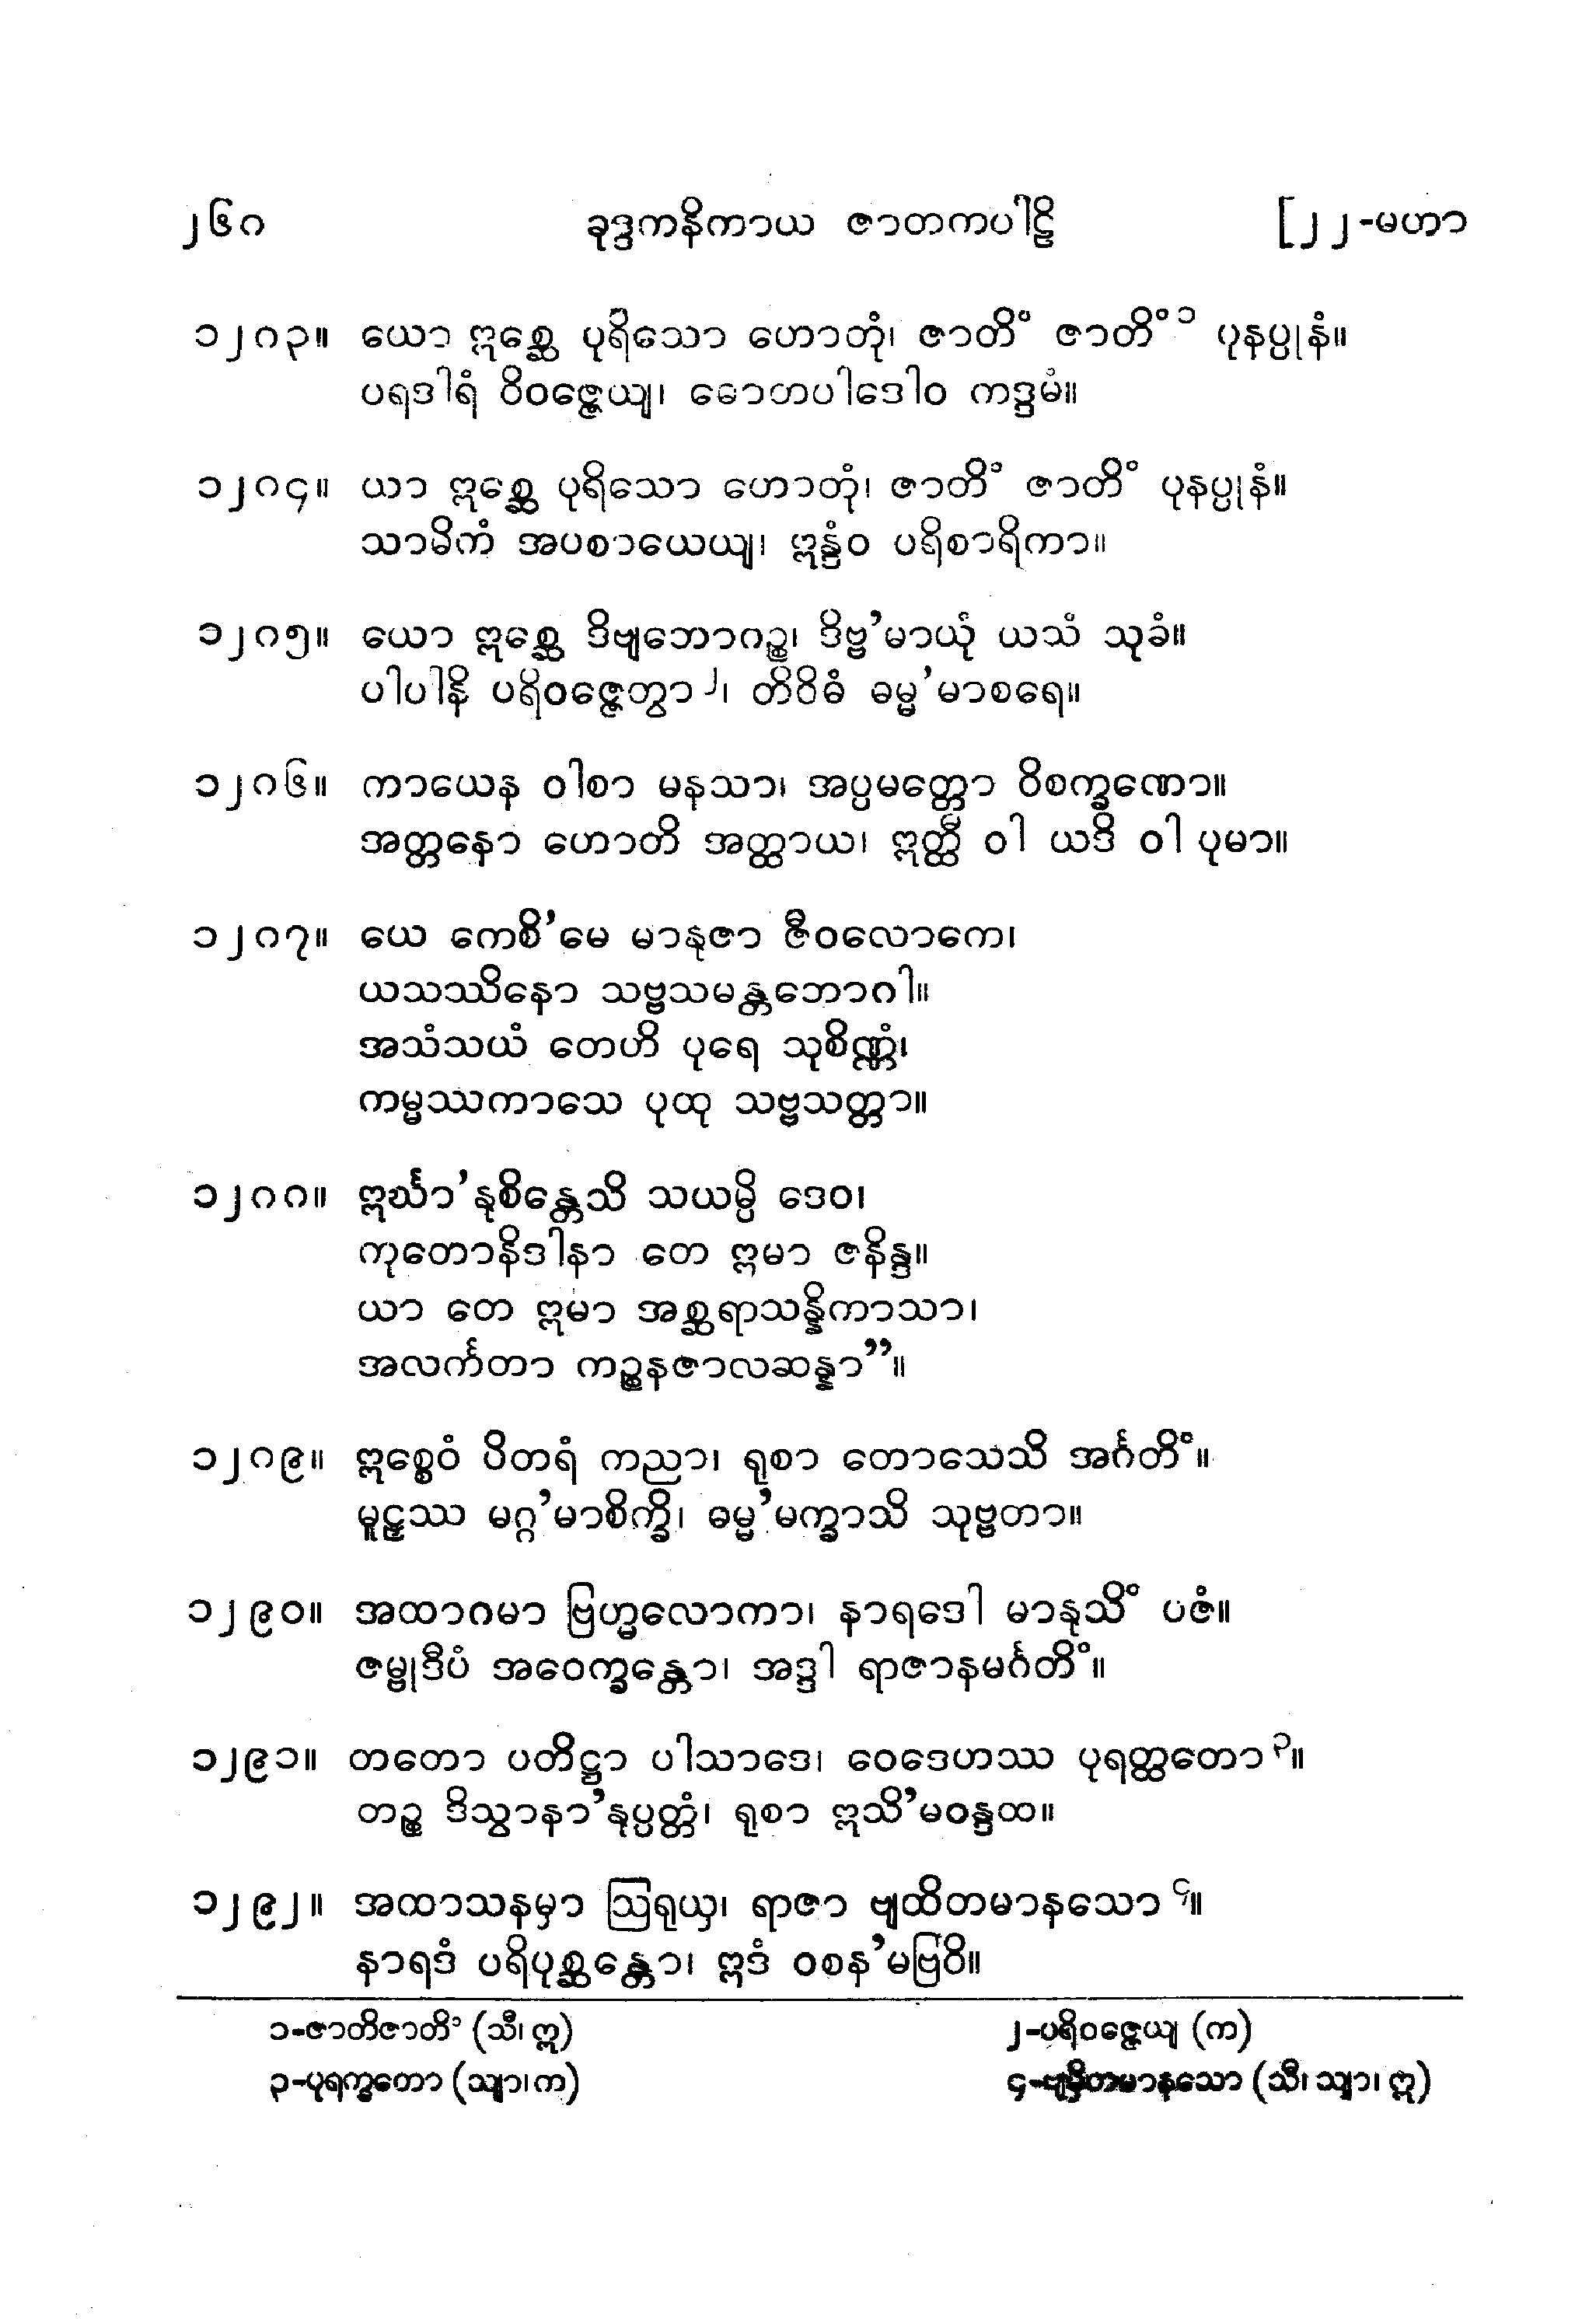 ၂၆၈ ခုဒ္ဒကနိကာယ ဇာတကပါဠိ [၂၂-မဟာ
၁၂၈၃။ ယော ဣစ္ဆေ ပုရိသော ဟောတုံ၊ ဇာတိံ ဇာတိံ ၁ ပုနပ္ပုနံ။
ပရဒါရံ ဝိဝဇ္ဇေယျ၊ ဓောတပါဒေါဝ ကဒ္ဒမံ။
၁၂၈၄။ ယာ ဣစ္ဆေ ပုရိသော ဟောတုံ၊ ဇာတိံ ဇာတိံ ပုနပ္ပုနံ။
သာမိကံ အပစာယေယျ၊ ဣန္ဒံဝ ပရိစာရိကာ။
၁၂၈၅။ ယော ဣစ္ဆေ ဒိဗျဘောဂဉ္စ၊ ဒိဗ္ဗ’မာယုံ ယသံ သုခံ။
ပါပါနိ ပရိဝဇ္ဇေတွာ ၂၊ တိဝိဓံ ဓမ္မ’မာစရေ။
၁၂၈၆။ ကာယေန ဝါစာ မနသာ၊ အပ္ပမတ္တော ဝိစက္ခဏော။
အတ္တနော ဟောတိ အတ္ထာယ၊ ဣတ္ထီ ဝါ ယဒိ ဝါ ပုမာ။
၁၂၈၇။ ယေ ကေစိ’မေ မာနုဇာ ဇီဝလောကေ၊
ယသဿိနော သဗ္ဗသမန္တဘောဂါ။
အသံသယံ တေဟိ ပုရေ သုစိဏ္ဏံ၊
ကမ္မဿကာသေ ပုထု သဗ္ဗသတ္တာ။
၁၂၈၈။ ဣင်္ဃာ’နုစိန္တေသိ သယမ္ပိ ဒေဝ၊
ကုတောနိဒါနာ တေ ဣမာ ဇနိန္ဒ။
ယာ တေ ဣမာ အစ္ဆရာသန္နိကာသာ၊
အလင်္ကတာ ကဉ္စနဇာလဆန္နာ”။
၁၂၈၉။ ဣစ္စေဝံ ပိတရံ ကညာ၊ ရုစာ တောသေသိ အင်္ဂတိံ။
မူဠှဿ မဂ္ဂ’မာစိက္ခိ၊ ဓမ္မ’မက္ခာသိ သုဗ္ဗတာ။
၁၂၉၀။ အထာဂမာ ဗြဟ္မလောကာ၊ နာရဒေါ မာနုသိံ ပဇံ။
ဇမ္ဗုဒီပံ အဝေက္ခန္တော၊ အဒ္ဒါ ရာဇာနမင်္ဂတိံ။
၁၂၉၁။ တတော ပတိဋ္ဌာ ပါသာဒေ၊ ဝေဒေဟဿ ပုရတ္ထတော ၃။
တဉ္စ ဒိသွာနာ’နုပ္ပတ္တံ၊ ရုစာ ဣသိ’မဝန္ဒထ။
၁၂၉၂။ အထာသနမှာ ဩရုယှ၊ ရာဇာ ဗျထိတမာနသော ၄။
နာရဒံ ပရိပုစ္ဆန္တော၊ ဣဒံ ဝစန’မဗြဝိ။
၁-ဇာတိဇာတိံ (သီ၊ ဣ) ၂-ပရိဝဇ္ဇေယျ (က)
၃-ပုရက္ခတော (သျာ၊ က) ၄-ဗျမှိတမာနသော (သီ၊ သျာ၊ ဣ)